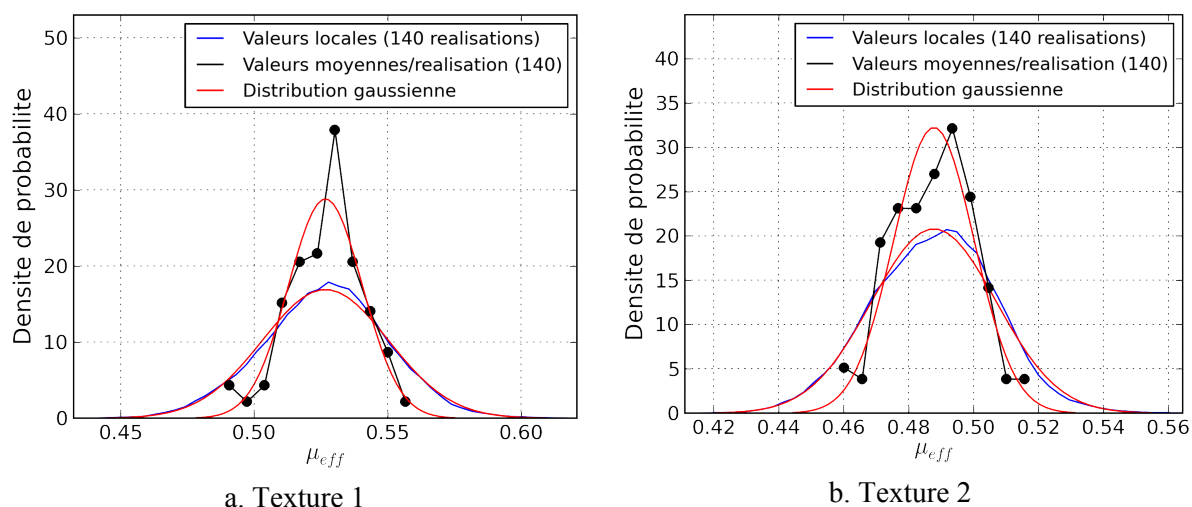 50
40
30
20
10
0
Densite de probabilite
Valeurs locales (140 realisations)
Valeurs moyennes/realisation (140)
Distribution gaussienne
0.45
0.50
0.55
0.60
μeff
a. Texture 1
40
35
30
25
20
15
10
5
0
Densite de probabilite
Valeurs locales (140 realisations)
Valeurs moyennes/realisation (140)
Distribution gaussienne
0.42
0.44
0.46
0.48
0.50
0.52
0.54
0.56
μeff
b. Texture 2